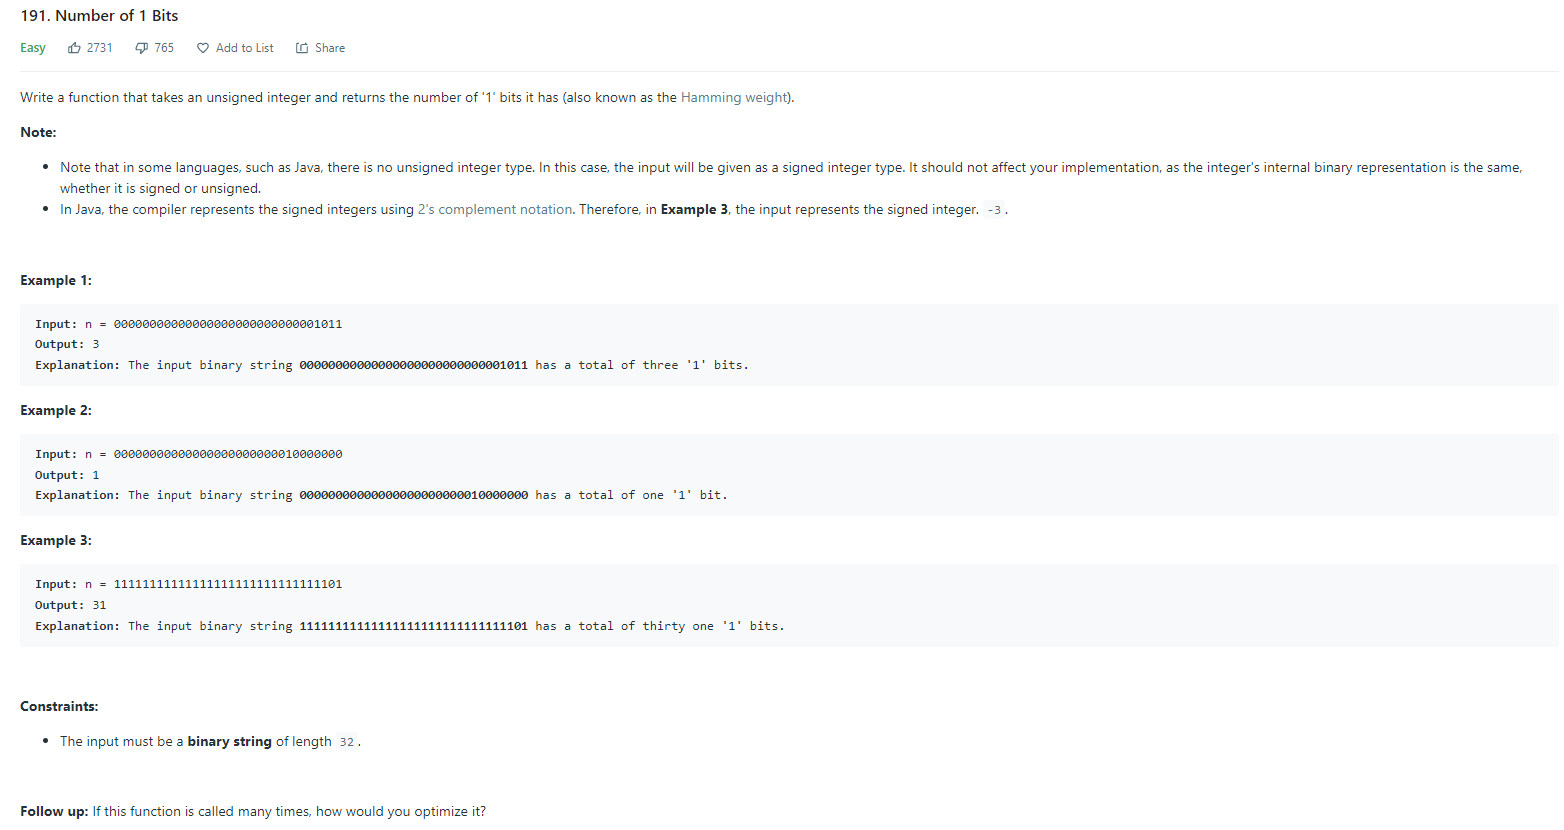 191. Number of 1 Bits
Easy 2731 765 Add to List Share
Write a function that takes an unsigned integer and returns the number of '1' bits it has (also known as the Hamming weight).
Note:
• Note that in some languages, such as Java, there is no unsigned integer type. In this case, the input will be given as a signed integer type. It should not affect your implementation, as the integer's internal binary representation is the same,
whether it is signed or unsigned.
• In Java, the compiler represents the signed integers using 2's complement notation. Therefore, in Example 3, the input represents the signed integer. -3.
Example 1:
Input: n = 00000000000000000000000000001011
Output: 3
Explanation: The input binary string 00000000000000000000000000001011 has a total of three '1' bits.
Example 2:
Input: n = 00000000000000000000000010000000
Output: 1
Explanation: The input binary string 00000000000000000000000010000000 has a total of one '1' bit.
Example 3:
Input: n = 11111111111111111111111111111101
Output: 31
Explanation: The input binary string 11111111111111111111111111111101 has a total of thirty one '1' bits.
Constraints:
• The input must be a binary string of length 32.
Follow up: If this function is called many times, how would you optimize it?